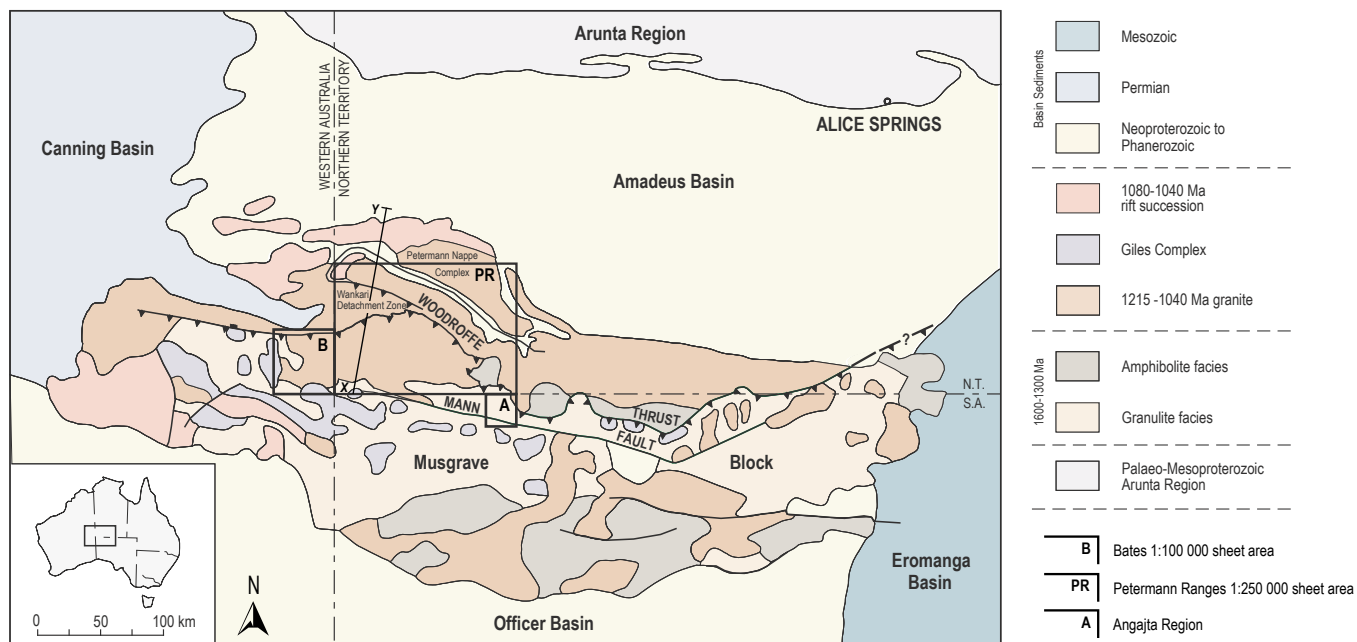 Arunta Region
ALICE SPRINGS
Canning Basin
WESTERN AUSTRALIA
NORTHERN TERRITORY
Amadeus Basin
Y
Petermann Nappe
Complex
PR
Wankari
Detachment Zone
WOODROFFE
B
X
MANN
A
THRUST
FAULT
?
N.T.
S.A.
Musgrave
Block
Eromanga
Basin
Officer Basin
N
0 50 100 km
Basin Sediments
Mesozoic
Permian
Neoproterozoic to
Phanerozoic
1080-1040 Ma
rift succession
Giles Complex
1215 -1040 Ma granite
1600-1300 Ma
Amphibolite facies
Granulite facies
Palaeo-Mesoproterozoic
Arunta Region
B Bates 1:100 000 sheet area
PR Petermann Ranges 1:250 000 sheet area
A Angajta Region